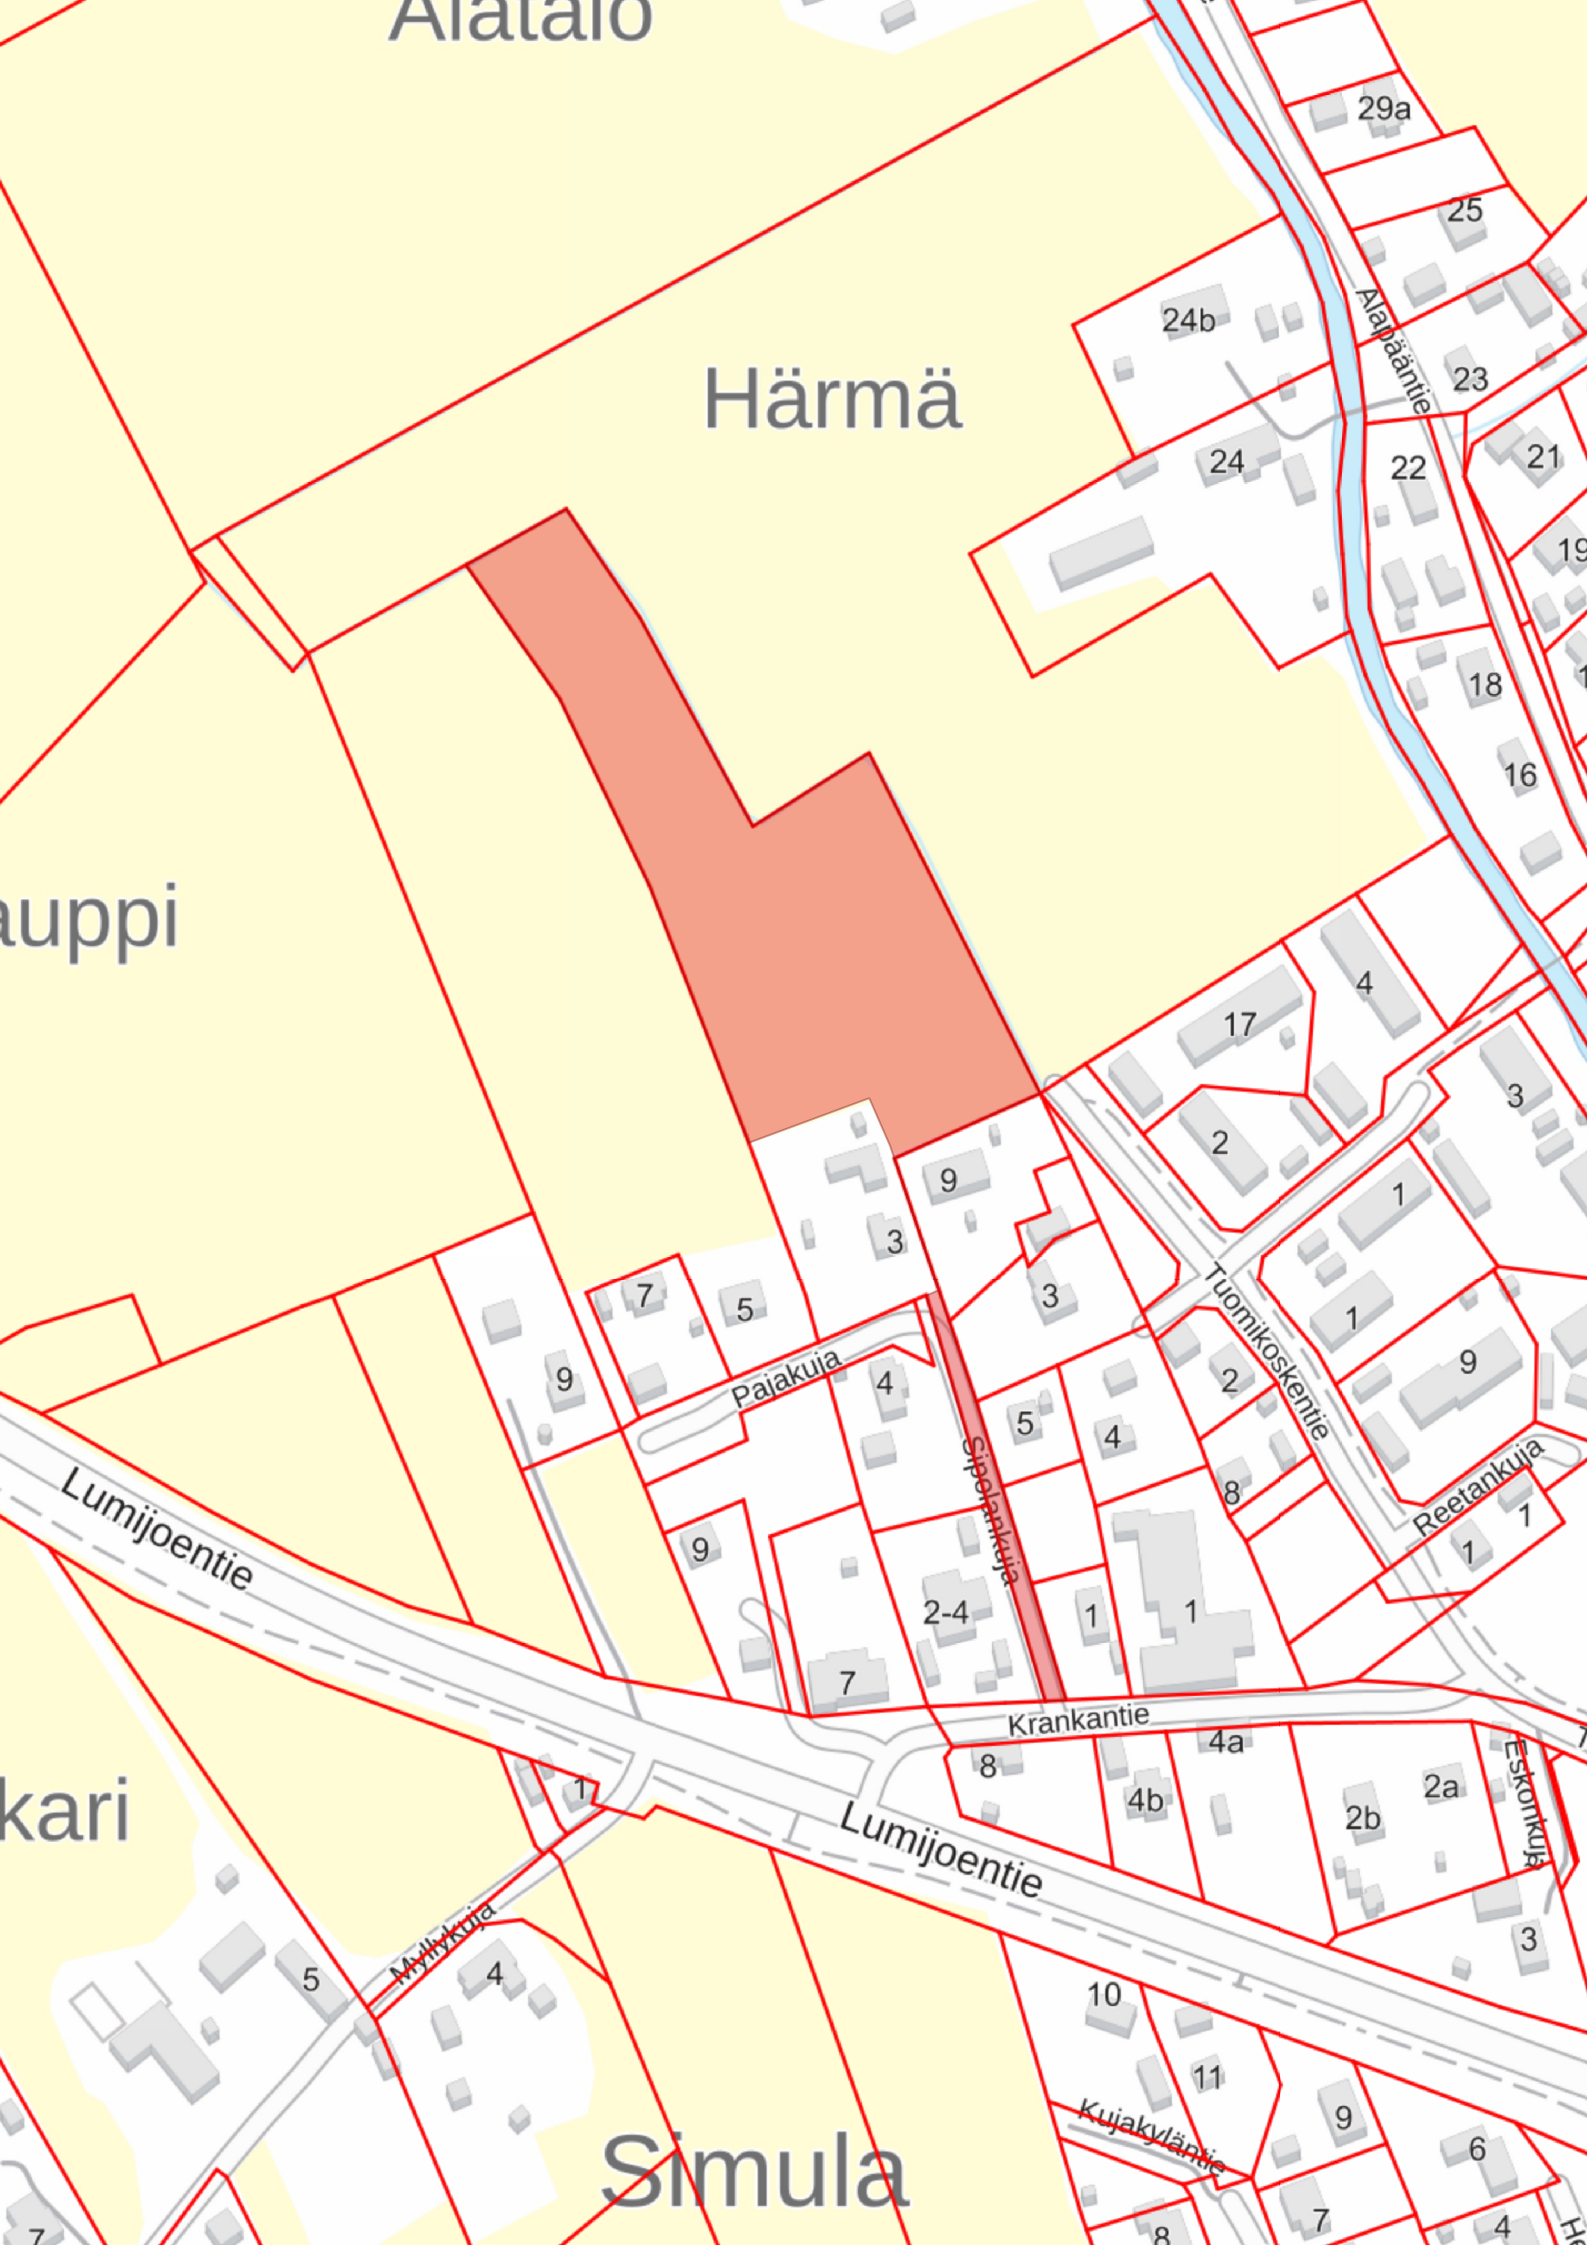 Alatalo
29a
25
Alapääntie
24b
23
Härmä
24
22
21
19
18
16
auppi
4
17
3
2
1
9
3
3
7
5
1
Tuomikoskentie
9
9
Pajakuja
4
2
5
4
Sipolankuja
8
Reetankuja
1
1
Lumijoentie
9
2-4
1
1
7
Krankantie
4a
8
1
4b
2a
2b
Eskonkuja
kari
Lumijoentie
Myllykuja
3
5
4
10
11
9
Kujakyläntie
6
Simula
7
7
8
4